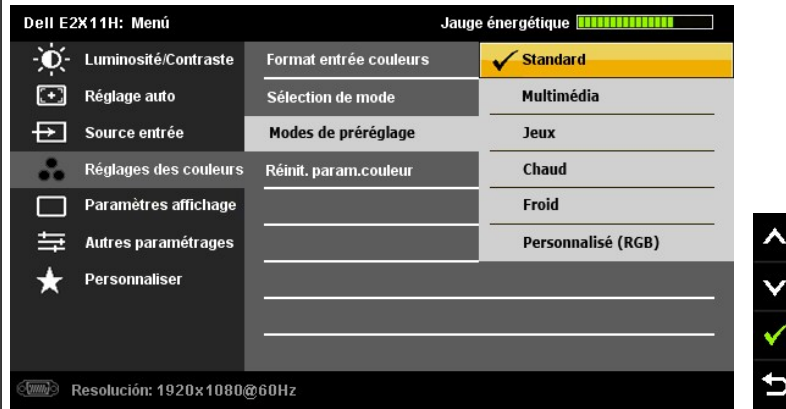 Dell E2X11H: Menú
Jauge énergétique
Luminosité/Contraste
Réglage auto
Source entrée
Réglages des couleurs
Paramètres affichage
Autres paramétrages
Personnaliser
Format entrée couleurs
Sélection de mode
Modes de préréglage
Réinit. param.couleur
Standard
Multimédia
Jeux
Chaud
Froid
Personnalisé (RGB)
Resolución: 1920x1080@60Hz